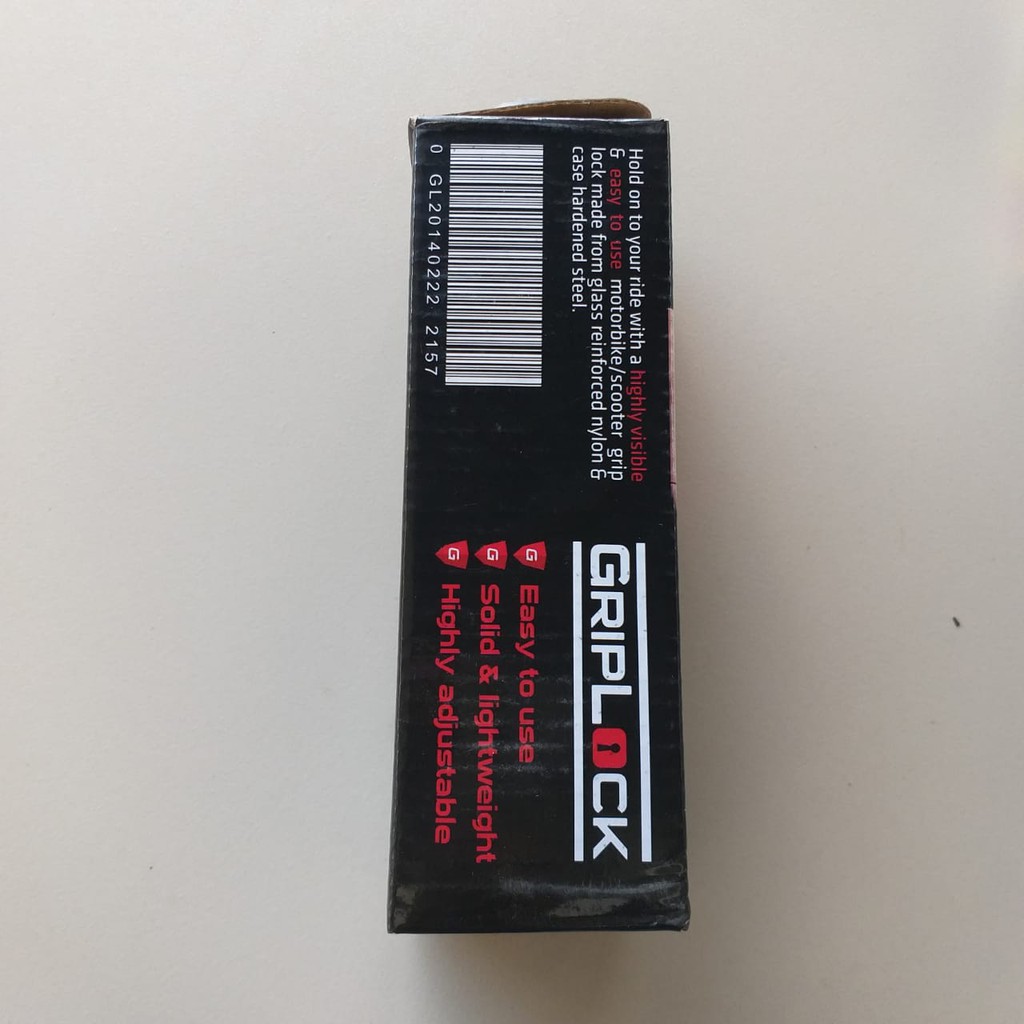 Hold on to your ride with a highly visible
& easy to use motorbike/scooter grip
lock made from glass reinforced nylon &
case hardened steel.
0 GL20140222 2157
GRIPLOCK
G Easy to use
G Solid & lightweight
G Highly adjustable